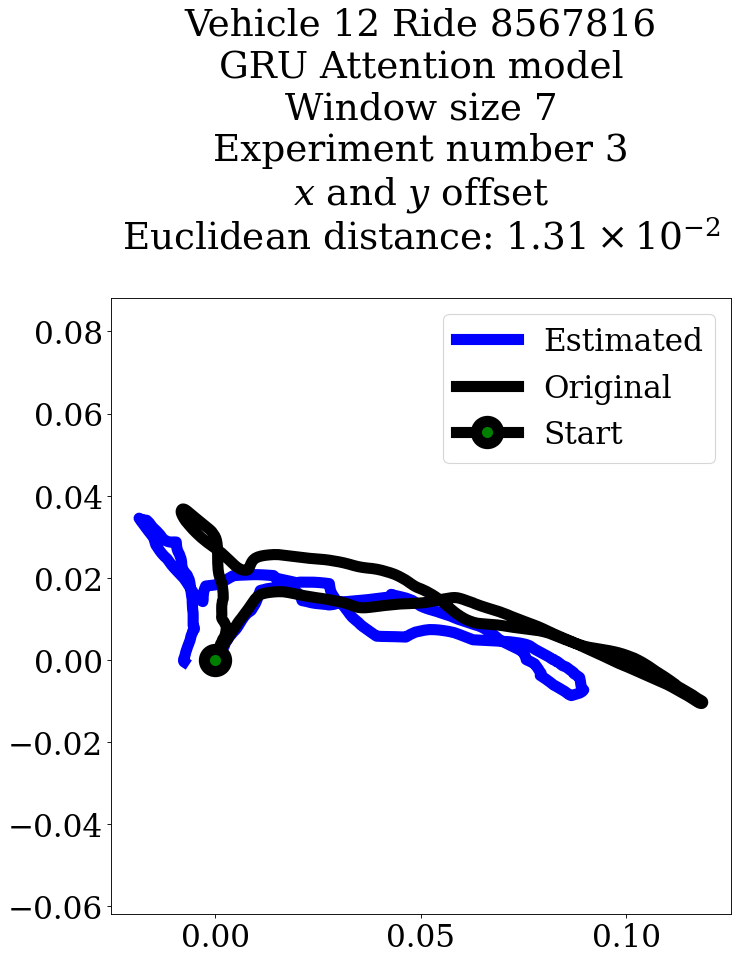 Vehicle 12 Ride 8567816
GRU Attention model
Window size 7
Experiment number 3
x and y offset
Euclidean distance: 1.31 × 10⁻²
Estimated
Original
Start
0.08
0.06
0.04
0.02
0.00
−0.02
−0.04
−0.06
0.00 0.05 0.10